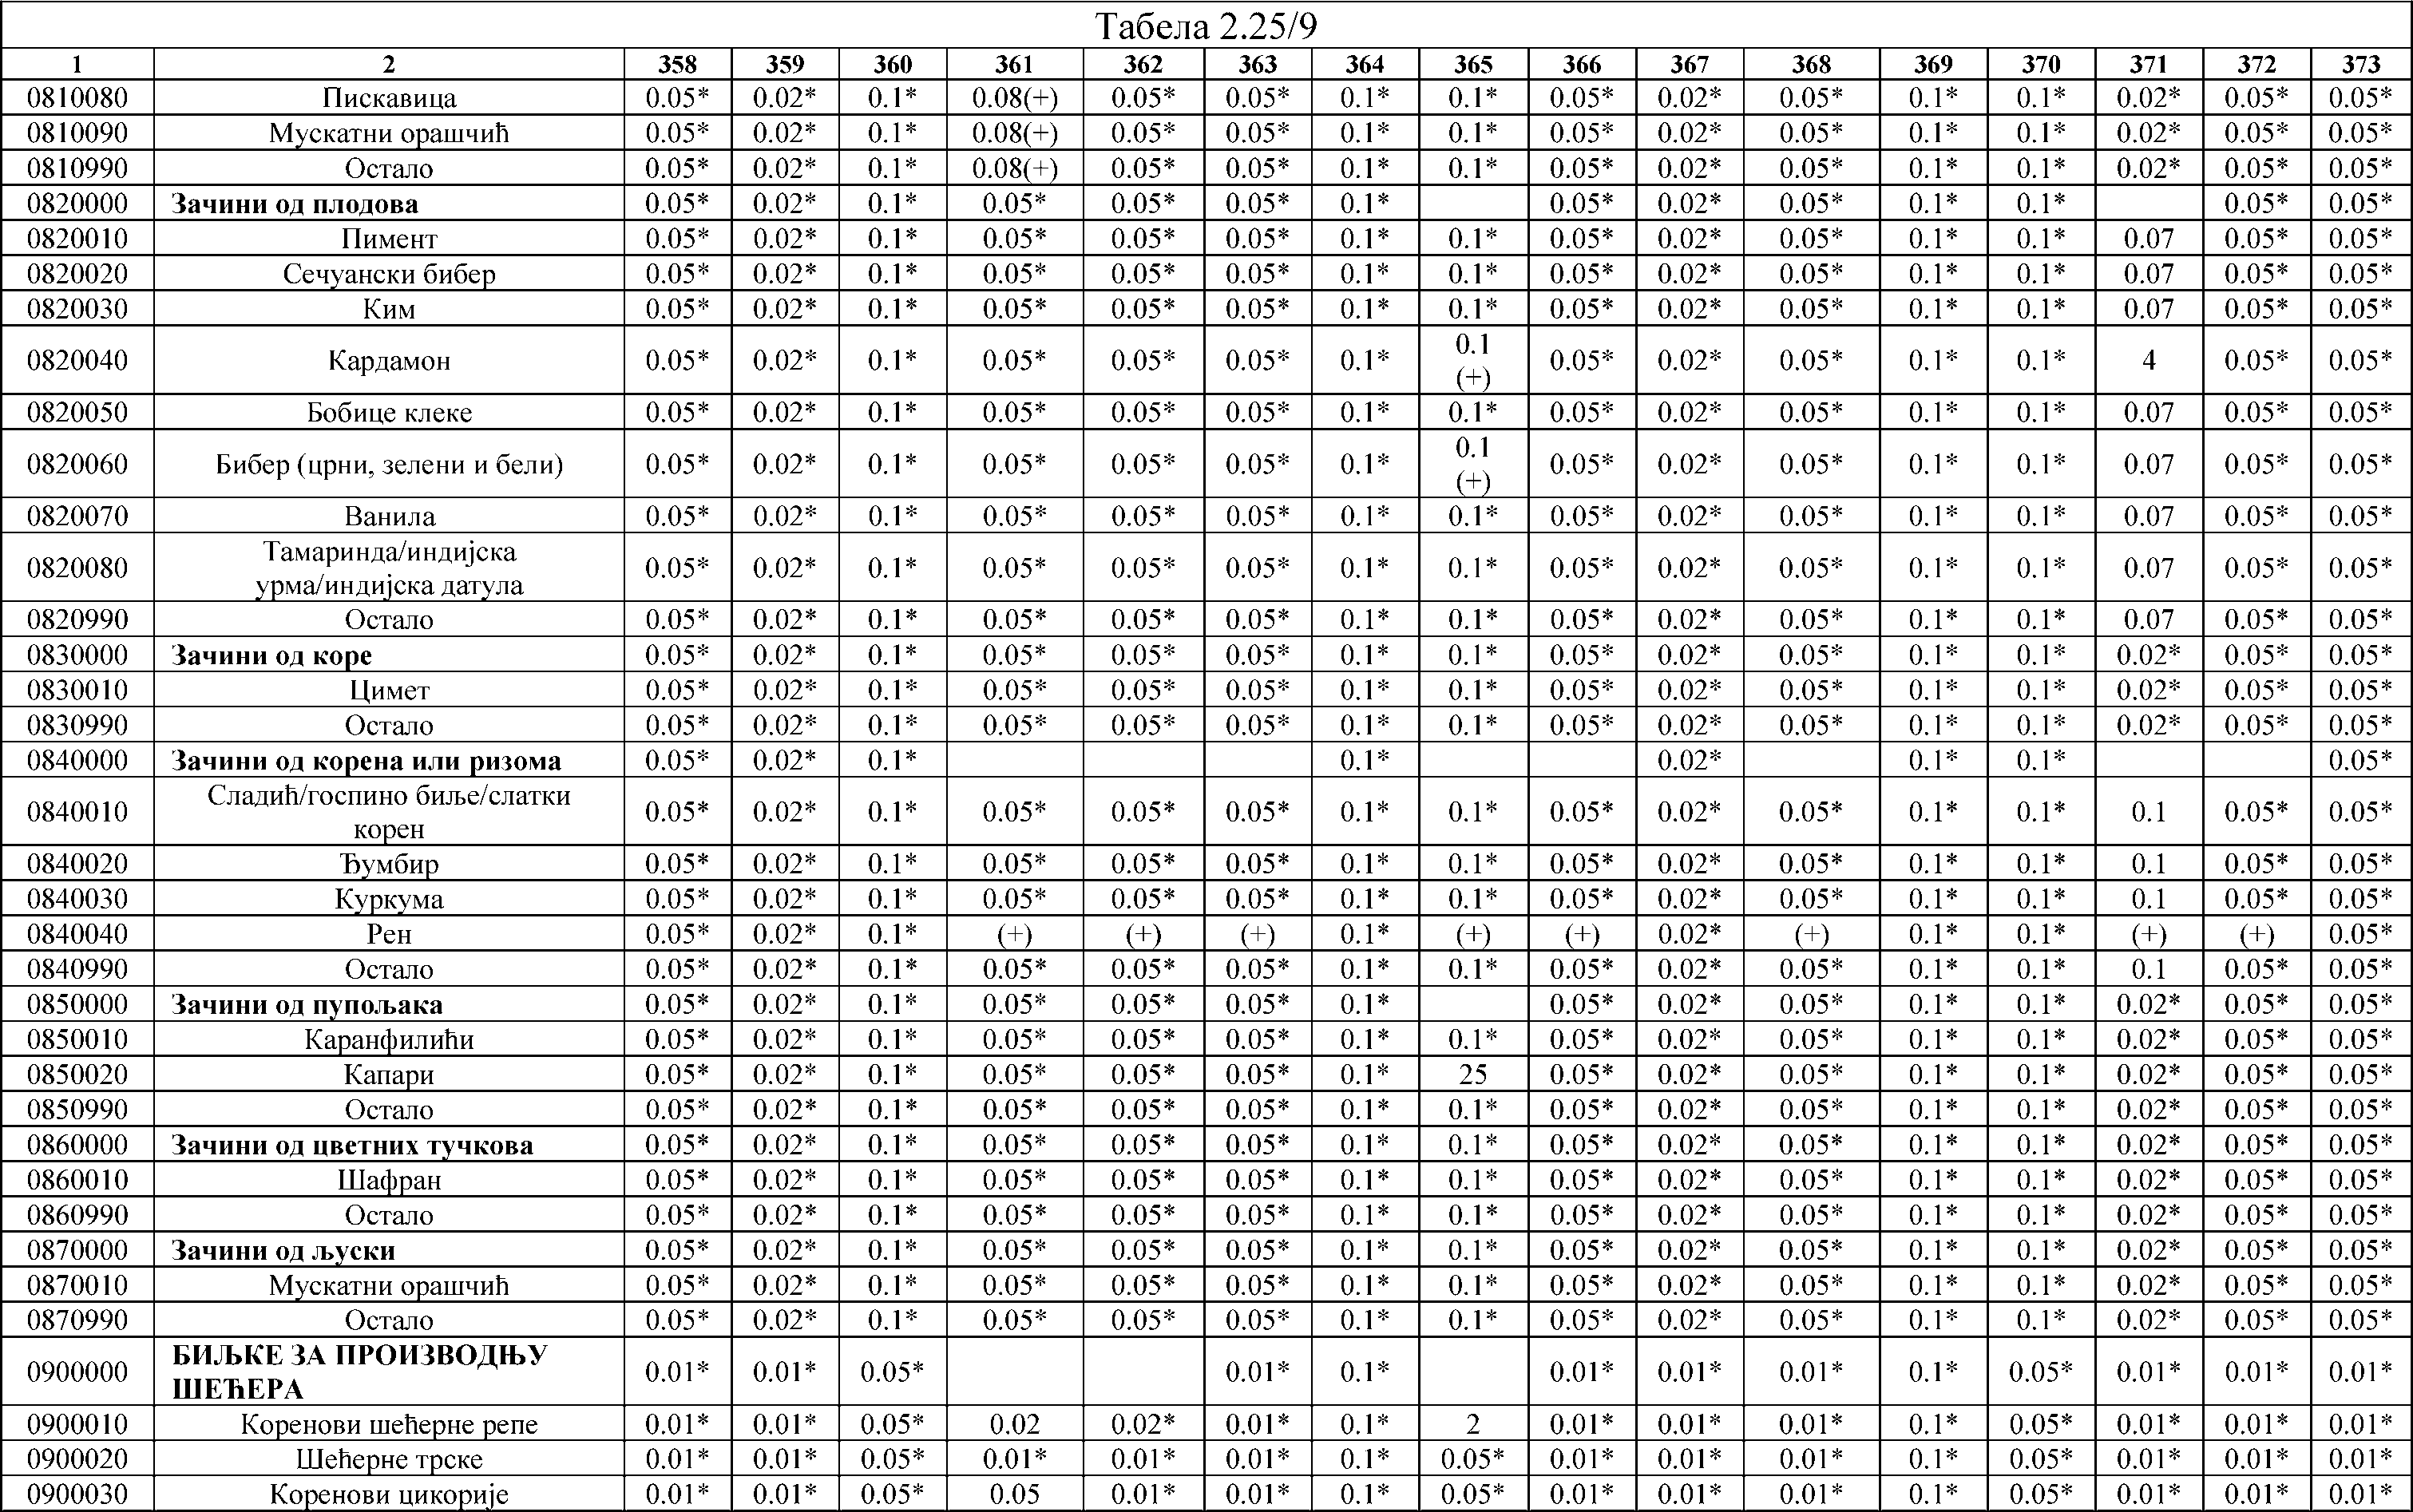 Табела 2.25/9
1 2 358 359 360 361 362 363 364 365 366 367 368 369 370 371 372 373
0810080 Пискавица 0.05* 0.02* 0.1* 0.08(+) 0.05* 0.05* 0.1* 0.1* 0.05* 0.02* 0.05* 0.1* 0.1* 0.02* 0.05* 0.05*
0810090 Мускатни орашчић 0.05* 0.02* 0.1* 0.08(+) 0.05* 0.05* 0.1* 0.1* 0.05* 0.02* 0.05* 0.1* 0.1* 0.02* 0.05* 0.05*
0810990 Остало 0.05* 0.02* 0.1* 0.08(+) 0.05* 0.05* 0.1* 0.1* 0.05* 0.02* 0.05* 0.1* 0.1* 0.02* 0.05* 0.05*
0820000 Зачини од плодова 0.05* 0.02* 0.1* 0.05* 0.05* 0.05* 0.1* 0.05* 0.02* 0.05* 0.1* 0.1* 0.05* 0.05*
0820010 Пимент 0.05* 0.02* 0.1* 0.05* 0.05* 0.05* 0.1* 0.1* 0.05* 0.02* 0.05* 0.1* 0.1* 0.07 0.05* 0.05*
0820020 Сечуански бибер 0.05* 0.02* 0.1* 0.05* 0.05* 0.05* 0.1* 0.1* 0.05* 0.02* 0.05* 0.1* 0.1* 0.07 0.05* 0.05*
0820030 Ким 0.05* 0.02* 0.1* 0.05* 0.05* 0.05* 0.1* 0.1* 0.05* 0.02* 0.05* 0.1* 0.1* 0.07 0.05* 0.05*
0820040 Кардамон 0.05* 0.02* 0.1* 0.05* 0.05* 0.05* 0.1* 0.1 (+) 0.05* 0.02* 0.05* 0.1* 0.1* 4 0.05* 0.05*
0820050 Бобице клеке 0.05* 0.02* 0.1* 0.05* 0.05* 0.05* 0.1* 0.1* 0.05* 0.02* 0.05* 0.1* 0.1* 0.07 0.05* 0.05*
0820060 Бибер (црни, зелени и бели) 0.05* 0.02* 0.1* 0.05* 0.05* 0.05* 0.1* 0.1 (+) 0.05* 0.02* 0.05* 0.1* 0.1* 0.07 0.05* 0.05*
0820070 Ванила 0.05* 0.02* 0.1* 0.05* 0.05* 0.05* 0.1* 0.1* 0.05* 0.02* 0.05* 0.1* 0.1* 0.07 0.05* 0.05*
0820080 Тамаринда/индијска урма/индијска датула 0.05* 0.02* 0.1* 0.05* 0.05* 0.05* 0.1* 0.1* 0.05* 0.02* 0.05* 0.1* 0.1* 0.07 0.05* 0.05*
0820990 Остало 0.05* 0.02* 0.1* 0.05* 0.05* 0.05* 0.1* 0.1* 0.05* 0.02* 0.05* 0.1* 0.1* 0.07 0.05* 0.05*
0830000 Зачини од коре 0.05* 0.02* 0.1* 0.05* 0.05* 0.05* 0.1* 0.1* 0.05* 0.02* 0.05* 0.1* 0.1* 0.02* 0.05* 0.05*
0830010 Цимет 0.05* 0.02* 0.1* 0.05* 0.05* 0.05* 0.1* 0.1* 0.05* 0.02* 0.05* 0.1* 0.1* 0.02* 0.05* 0.05*
0830990 Остало 0.05* 0.02* 0.1* 0.05* 0.05* 0.05* 0.1* 0.1* 0.05* 0.02* 0.05* 0.1* 0.1* 0.02* 0.05* 0.05*
0840000 Зачини од корена или ризома 0.05* 0.02* 0.1* 0.1* 0.02* 0.1* 0.1* 0.05*
0840010 Сладић/госпино биље/слатки корен 0.05* 0.02* 0.1* 0.05* 0.05* 0.05* 0.1* 0.1* 0.05* 0.02* 0.05* 0.1* 0.1* 0.1 0.05* 0.05*
0840020 Ђумбир 0.05* 0.02* 0.1* 0.05* 0.05* 0.05* 0.1* 0.1* 0.05* 0.02* 0.05* 0.1* 0.1* 0.1 0.05* 0.05*
0840030 Куркума 0.05* 0.02* 0.1* 0.05* 0.05* 0.05* 0.1* 0.1* 0.05* 0.02* 0.05* 0.1* 0.1* 0.1 0.05* 0.05*
0840040 Рен 0.05* 0.02* 0.1* (+) (+) (+) 0.1* (+) (+) 0.02* (+) 0.1* 0.1* (+) (+) 0.05*
0840990 Остало 0.05* 0.02* 0.1* 0.05* 0.05* 0.05* 0.1* 0.1* 0.05* 0.02* 0.05* 0.1* 0.1* 0.1 0.05* 0.05*
0850000 Зачини од пупољака 0.05* 0.02* 0.1* 0.05* 0.05* 0.05* 0.1* 0.05* 0.02* 0.05* 0.1* 0.1* 0.02* 0.05* 0.05*
0850010 Каранфилићи 0.05* 0.02* 0.1* 0.05* 0.05* 0.05* 0.1* 0.1* 0.05* 0.02* 0.05* 0.1* 0.1* 0.02* 0.05* 0.05*
0850020 Капари 0.05* 0.02* 0.1* 0.05* 0.05* 0.05* 0.1* 25 0.05* 0.02* 0.05* 0.1* 0.1* 0.02* 0.05* 0.05*
0850990 Остало 0.05* 0.02* 0.1* 0.05* 0.05* 0.05* 0.1* 0.1* 0.05* 0.02* 0.05* 0.1* 0.1* 0.02* 0.05* 0.05*
0860000 Зачини од цветних тучкова 0.05* 0.02* 0.1* 0.05* 0.05* 0.05* 0.1* 0.1* 0.05* 0.02* 0.05* 0.1* 0.1* 0.02* 0.05* 0.05*
0860010 Шафран 0.05* 0.02* 0.1* 0.05* 0.05* 0.05* 0.1* 0.1* 0.05* 0.02* 0.05* 0.1* 0.1* 0.02* 0.05* 0.05*
0860990 Остало 0.05* 0.02* 0.1* 0.05* 0.05* 0.05* 0.1* 0.1* 0.05* 0.02* 0.05* 0.1* 0.1* 0.02* 0.05* 0.05*
0870000 Зачини од љуски 0.05* 0.02* 0.1* 0.05* 0.05* 0.05* 0.1* 0.1* 0.05* 0.02* 0.05* 0.1* 0.1* 0.02* 0.05* 0.05*
0870010 Мускатни орашчић 0.05* 0.02* 0.1* 0.05* 0.05* 0.05* 0.1* 0.1* 0.05* 0.02* 0.05* 0.1* 0.1* 0.02* 0.05* 0.05*
0870990 Остало 0.05* 0.02* 0.1* 0.05* 0.05* 0.05* 0.1* 0.1* 0.05* 0.02* 0.05* 0.1* 0.1* 0.02* 0.05* 0.05*
0900000 БИЉКЕ ЗА ПРОИЗВОДЊУ ШЕЋЕРА 0.01* 0.01* 0.05* 0.01* 0.1* 0.01* 0.01* 0.01* 0.1* 0.05* 0.01* 0.01* 0.01*
0900010 Коренови шећерне репе 0.01* 0.01* 0.05* 0.02 0.02* 0.01* 0.1* 2 0.01* 0.01* 0.01* 0.1* 0.05* 0.01* 0.01* 0.01*
0900020 Шећерне трске 0.01* 0.01* 0.05* 0.01* 0.01* 0.01* 0.1* 0.05* 0.01* 0.01* 0.01* 0.1* 0.05* 0.01* 0.01* 0.01*
0900030 Коренови цикорије 0.01* 0.01* 0.05* 0.05 0.01* 0.01* 0.1* 0.05* 0.01* 0.01* 0.01* 0.1* 0.05* 0.01* 0.01* 0.01*